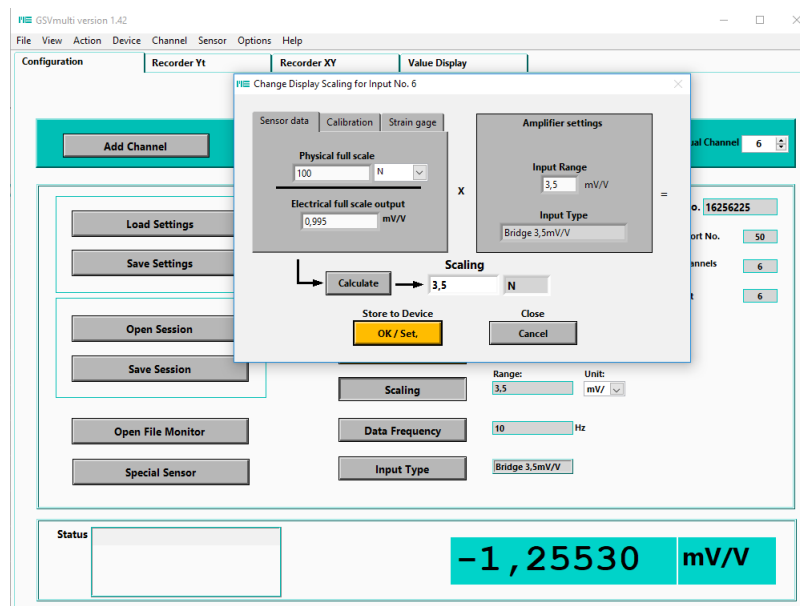 GSVmulti version 1.42
File View Action Device Channel Sensor Options Help
Configuration
Recorder Yt
Recorder XY
Value Display
Change Display Scaling for Input No. 6
Sensor data
Calibration
Strain gage
Physical full scale
100
N
Electrical full scale output
0,995
mV/V
X
Amplifier settings
Input Range
3,5
mV/V
Input Type
Bridge 3,5mV/V
=
Calculate
Scaling
3,5
N
Store to Device
OK / Set,
Close
Cancel
Add Channel
Channel
6
Load Settings
Save Settings
Open Session
Save Session
Open File Monitor
Special Sensor
o. 16256225
ort No. 50
annels 6
t 6
Scaling
Range:
3,5
Unit:
mV/
Data Frequency
10
Hz
Input Type
Bridge 3,5mV/V
Status
-1,25530
mV/V